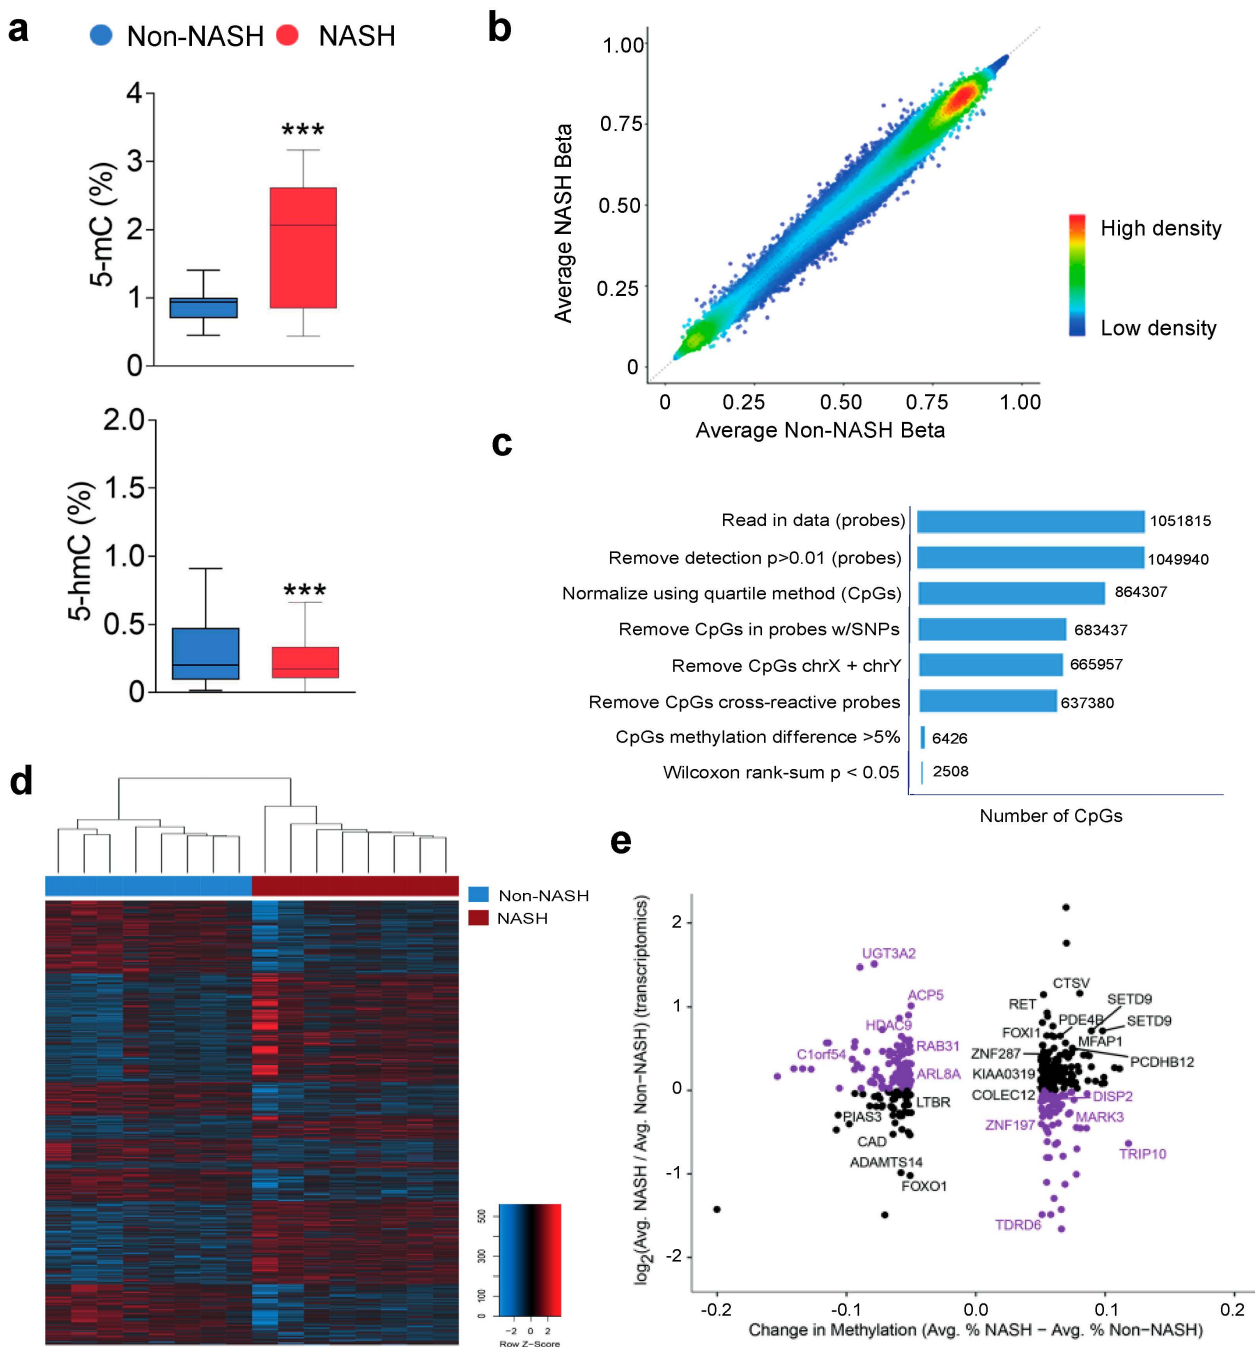 a
Non-NASH
NASH
4
3
2
1
0
5-mC (%)
***
2.0
1.5
1.0
0.5
0
5-hmC (%)
***
b
1.00
0.75
0.50
0.25
0
Average NASH Beta
0
0.25
0.50
0.75
1.00
Average Non-NASH Beta
High density
Low density
c
Read in data (probes)
1051815
Remove detection p>0.01 (probes)
1049940
Normalize using quartile method (CpGs)
864307
Remove CpGs in probes w/SNPs
683437
Remove CpGs chrX + chrY
665957
Remove CpGs cross-reactive probes
637380
CpGs methylation difference >5%
6426
Wilcoxon rank-sum p < 0.05
2508
Number of CpGs
d
Non-NASH
NASH
500
300
100
0
−2
0
2
Row Z−Score
e
log2(Avg. NASH / Avg. Non−NASH) (transcriptomics)
2
1
0
-1
-2
UGT3A2
ACP5
HDAC9
RAB31
C1orf54
ARL8A
LTBR
PIAS3
CAD
ADAMTS14
FOXO1
CTSV
RET
SETD9
PDE4B
SETD9
FOXI1
MFAP1
ZNF287
PCDHB12
KIAA0319
COLEC12
DISP2
ZNF197
MARK3
TRIP10
TDRD6
-0.2
-0.1
0.0
0.1
0.2
Change in Methylation (Avg. % NASH − Avg. % Non−NASH)